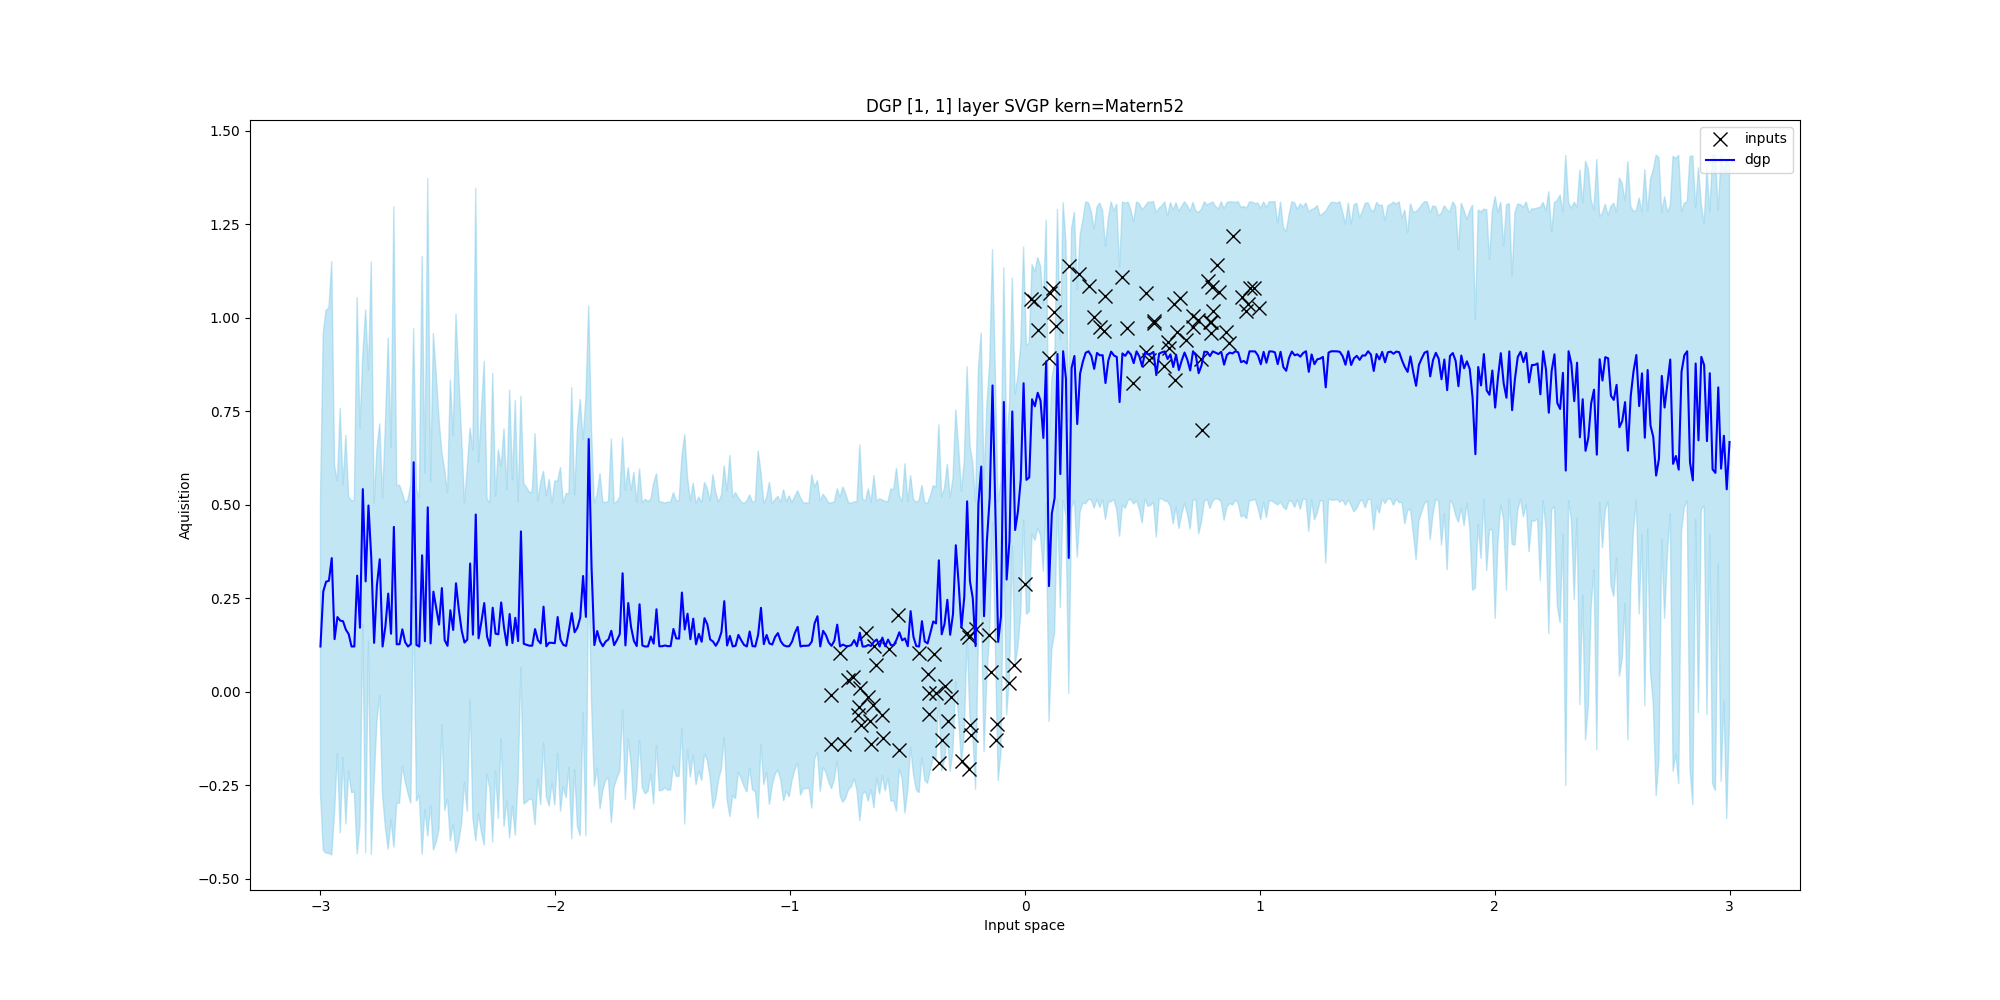 DGP [1, 1] layer SVGP kern=Matern52
inputs
dgp
1.50
1.25
1.00
0.75
0.50
0.25
0.00
−0.25
−0.50
Aquisition
−3 −2 −1 0 1 2 3
Input space